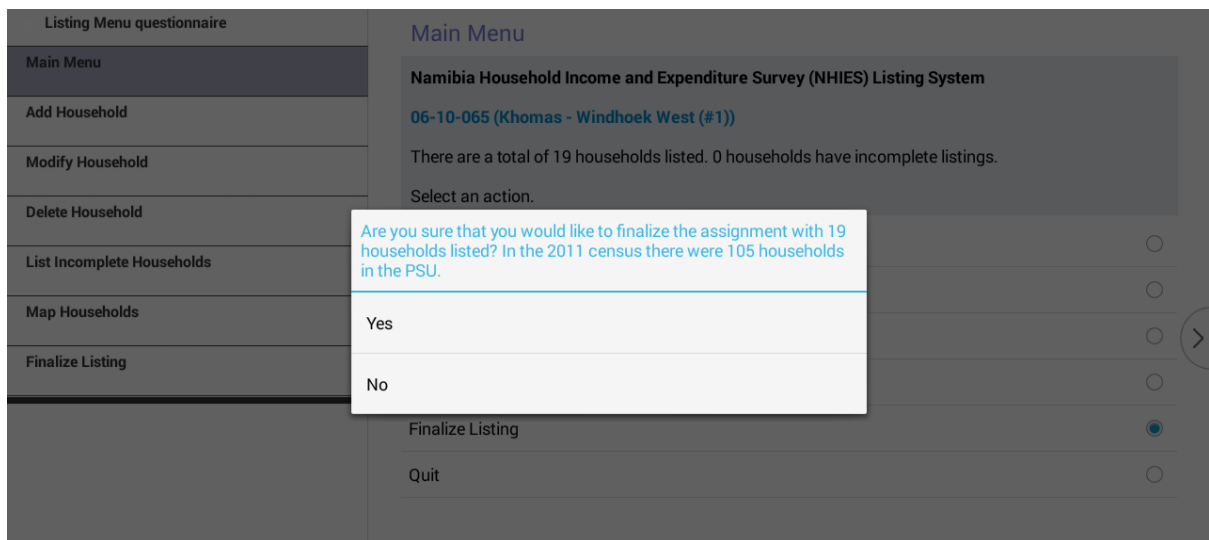 Listing Menu questionnaire
Main Menu
Add Household
Modify Household
Delete Household
List Incomplete Households
Map Households
Finalize Listing
Main Menu
Namibia Household Income and Expenditure Survey (NHIES) Listing System
06-10-065 (Khomas - Windhoek West (#1))
There are a total of 19 households listed. 0 households have incomplete listings.
Select an action.
Are you sure that you would like to finalize the assignment with 19
households listed? In the 2011 census there were 105 households
in the PSU.
Yes
No
Finalize Listing
Quit